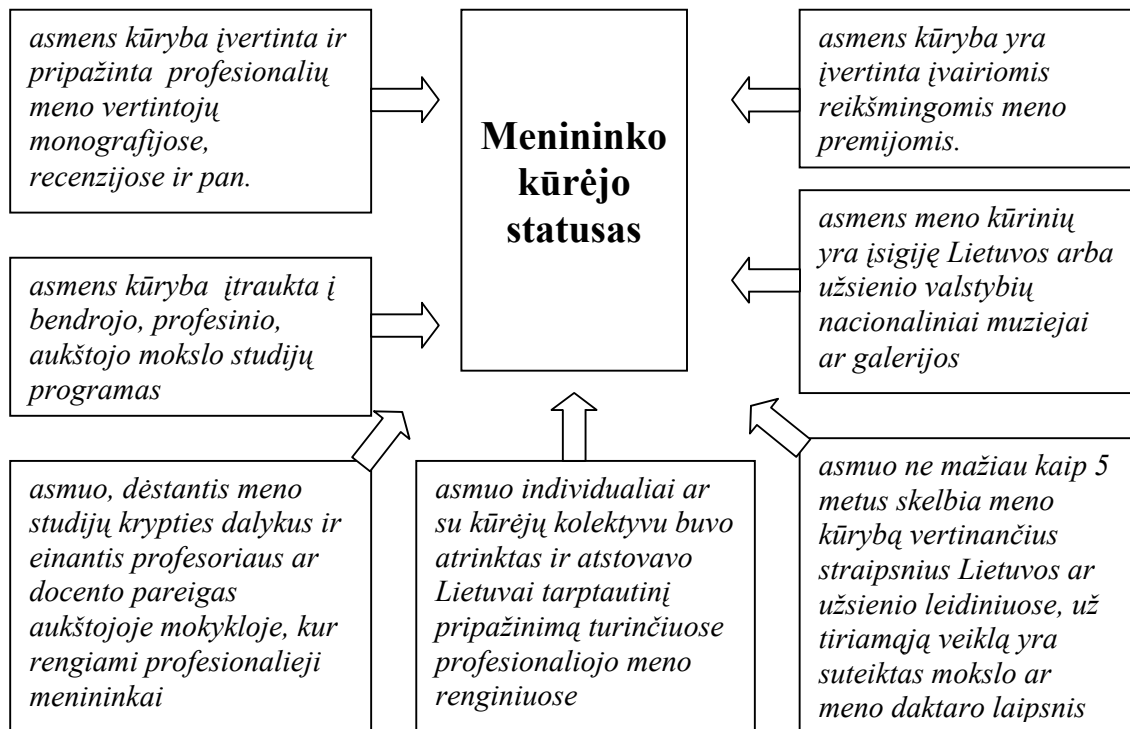 asmens kūryba įvertinta ir
pripažinta profesionalių
meno vertintojų
monografijose,
recenzijose ir pan.
Menininko
kūrėjo
statusas
asmens kūryba yra
įvertinta įvairiomis
reikšmingomis meno
premijomis.
asmens kūryba įtraukta į
bendrojo, profesinio,
aukštojo mokslo studijų
programas
asmens meno kūrinių
yra įsigiję Lietuvos arba
užsienio valstybių
nacionaliniai muziejai
ar galerijos
asmuo, dėstantis meno
studijų krypties dalykus ir
einantis profesoriaus ar
docento pareigas
aukštojoje mokykloje, kur
rengiami profesionalieji
menininkai
asmuo individualiai ar
su kūrėjų kolektyvu buvo
atrinktas ir atstovavo
Lietuvai tarptautinį
pripažinimą turinčiuose
profesionaliojo meno
renginiuose
asmuo ne mažiau kaip 5
metus skelbia meno
kūrybą vertinančius
straipsnius Lietuvos ar
užsienio leidiniuose, už
tiriamąją veiklą yra
suteiktas mokslo ar
meno daktaro laipsnis